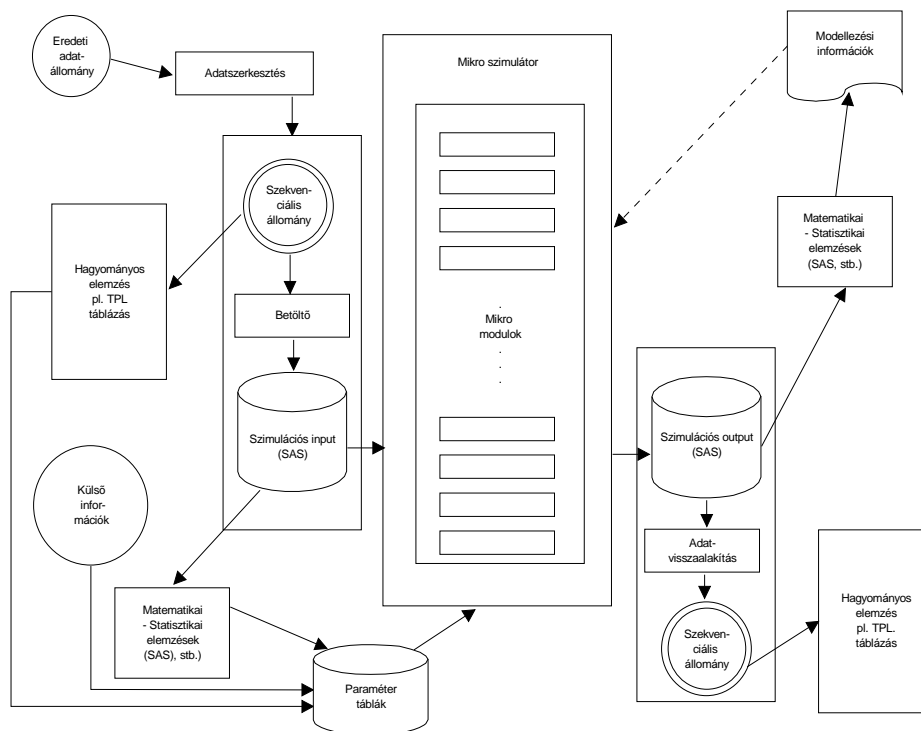 Eredeti
adat-
állomány
Adatszerkesztés
Mikro szimulátor
Modellezési
információk
Szekven-
ciális
állomány
Hagyományos
elemzés
pl. TPL
táblázás
Betöltő
Szimulációs input
(SAS)
Mikro
modulok
Matematikai
- Statisztikai
elemzések
(SAS, stb.)
Szimulációs output
(SAS)
Külső
infor-
mációk
Adat-
visszaalakítás
Matematikai
- Statisztikai
elemzések
(SAS), stb.)
Szekven-
ciális
állomány
Hagyományos
elemzés
pl. TPL.
táblázás
Paraméter
táblák